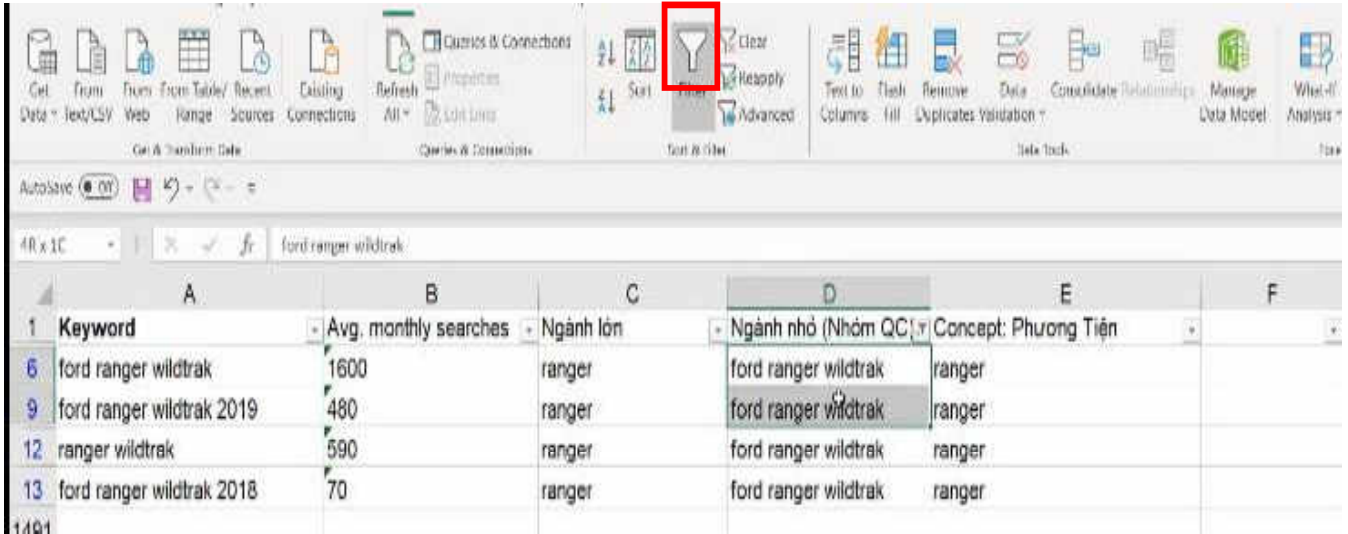 Queries & Connections
Clear
Properties
Reapply
Edit Links
Advanced
Get From From From Table/ Recent Existing Refresh Sort Filter Text to Flash Remove Data Consolidate Relationships Manage What-If
Data Text/CSV Web Range Sources Connections All Columns Fill Duplicates Validation Data Model Analysis
Get & Transform Data Queries & Connections Sort & Filter Data Tools
AutoSave Off
4R x 1C fx ford ranger wildtrak
A B C D E F
1 Keyword Avg. monthly searches Ngành lớn Ngành nhỏ (Nhóm QC) Concept: Phương Tiện
6 ford ranger wildtrak 1600 ranger ford ranger wildtrak ranger
9 ford ranger wildtrak 2019 480 ranger ford ranger wildtrak ranger
12 ranger wildtrak 590 ranger ford ranger wildtrak ranger
13 ford ranger wildtrak 2018 70 ranger ford ranger wildtrak ranger
1491